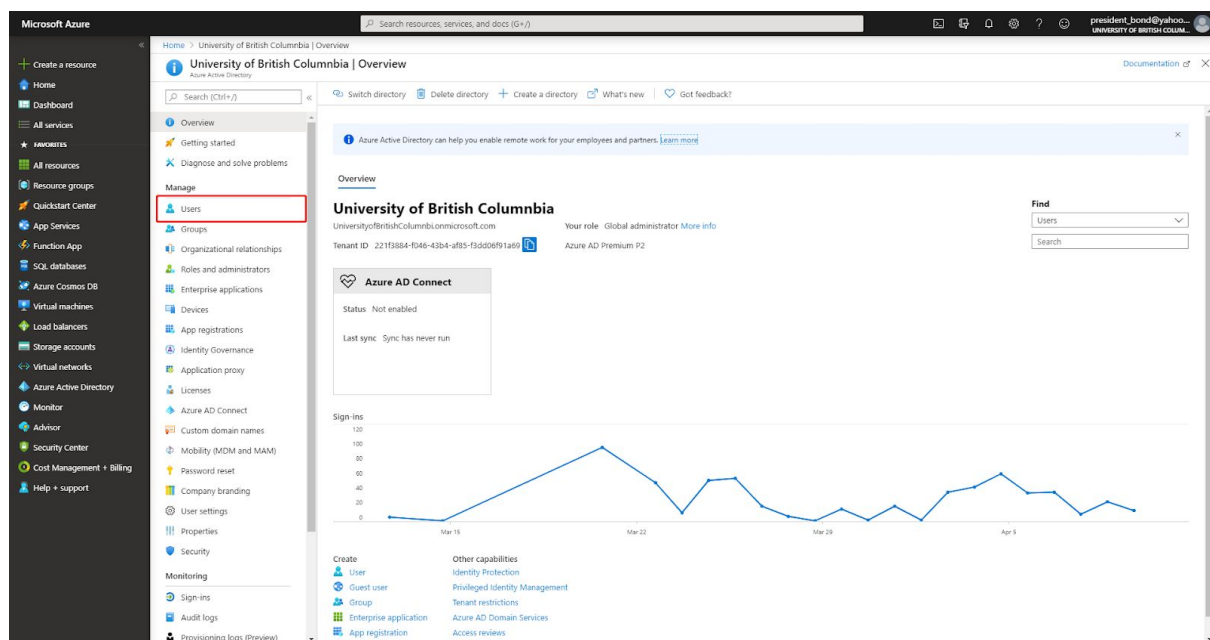 Microsoft Azure
Search resources, services, and docs (G+/)
president_bond@yahoo...
UNIVERSITY OF BRITISH COLUM...
Create a resource
Home
Dashboard
All services
FAVORITES
All resources
Resource groups
Quickstart Center
App Services
Function App
SQL databases
Azure Cosmos DB
Virtual machines
Load balancers
Storage accounts
Virtual networks
Azure Active Directory
Monitor
Advisor
Security Center
Cost Management + Billing
Help + support
Home > University of British Columnbia | Overview
University of British Columnbia | Overview
Azure Active Directory
Documentation
Search (Ctrl+/)
Overview
Getting started
Diagnose and solve problems
Manage
Users
Groups
Organizational relationships
Roles and administrators
Enterprise applications
Devices
App registrations
Identity Governance
Application proxy
Licenses
Azure AD Connect
Custom domain names
Mobility (MDM and MAM)
Password reset
Company branding
User settings
Properties
Security
Monitoring
Sign-ins
Audit logs
Provisioning logs (Preview)
Switch directory Delete directory Create a directory What's new Got feedback?
Azure Active Directory can help you enable remote work for your employees and partners. Learn more
Overview
University of British Columnbia
UniversityofBritishColumnbi.onmicrosoft.com
Your role Global administrator More info
Tenant ID 221f3884-f046-43b4-af85-f3dd06f91a69
Azure AD Premium P2
Find
Users
Search
Azure AD Connect
Status Not enabled
Last sync Sync has never run
Sign-ins
120
100
80
60
40
20
0
Mar 15 Mar 22 Mar 29 Apr 5
Create
User
Guest user
Group
Enterprise application
App registration
Other capabilities
Identity Protection
Privileged Identity Management
Tenant restrictions
Azure AD Domain Services
Access reviews